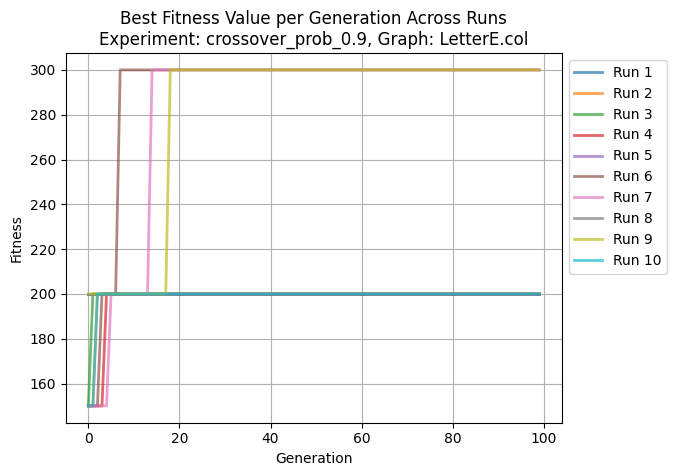 Best Fitness Value per Generation Across Runs
Experiment: crossover_prob_0.9, Graph: LetterE.col
Fitness
300
280
260
240
220
200
180
160
0
20
40
60
80
100
Generation
Run 1
Run 2
Run 3
Run 4
Run 5
Run 6
Run 7
Run 8
Run 9
Run 10